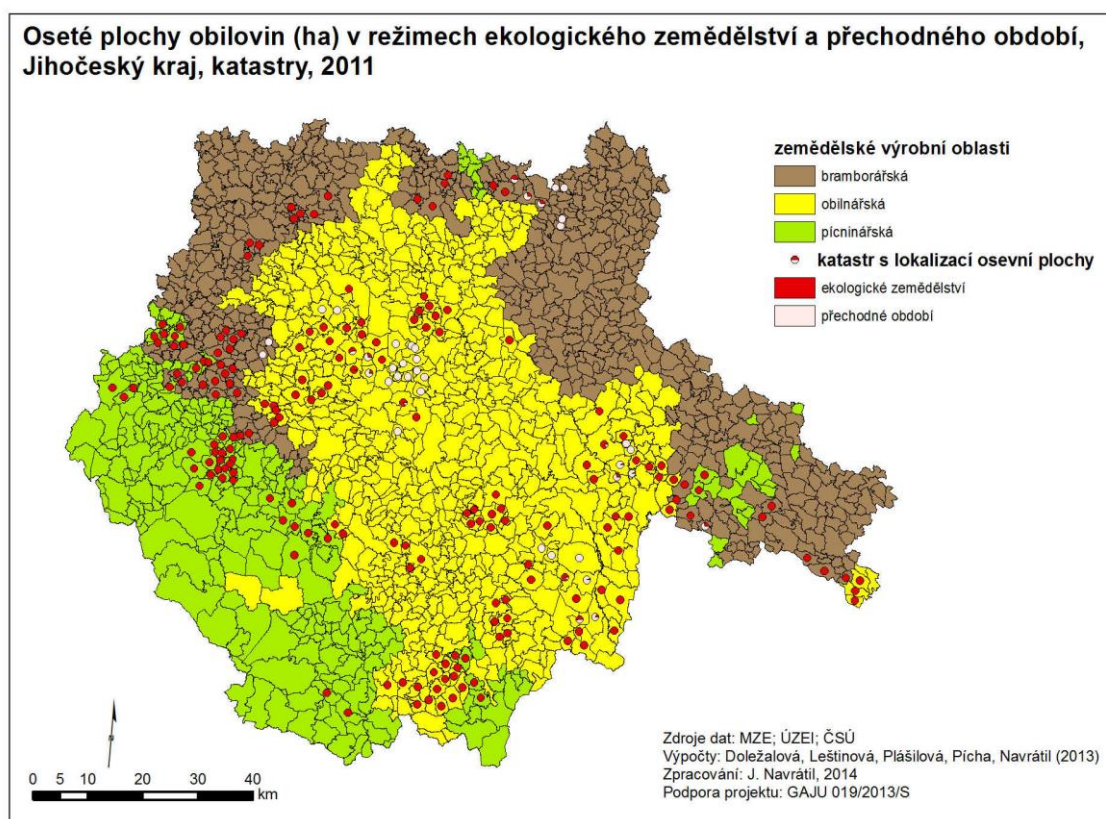 Oseté plochy obilovin (ha) v režimech ekologického zemědělství a přechodného období,
Jihočeský kraj, katastry, 2011
zemědělské výrobní oblasti
bramborářská
obilnářská
pícninářská
katastr s lokalizací osevní plochy
ekologické zemědělství
přechodné období
Zdroje dat: MZE; ÚZEI; ČSÚ
Výpočty: Doležalová, Leštinová, Plášilová, Pícha, Navrátil (2013)
Zpracování: J. Navrátil, 2014
Podpora projektu: GAJU 019/2013/S
N
0 5 10 20 30 40
km